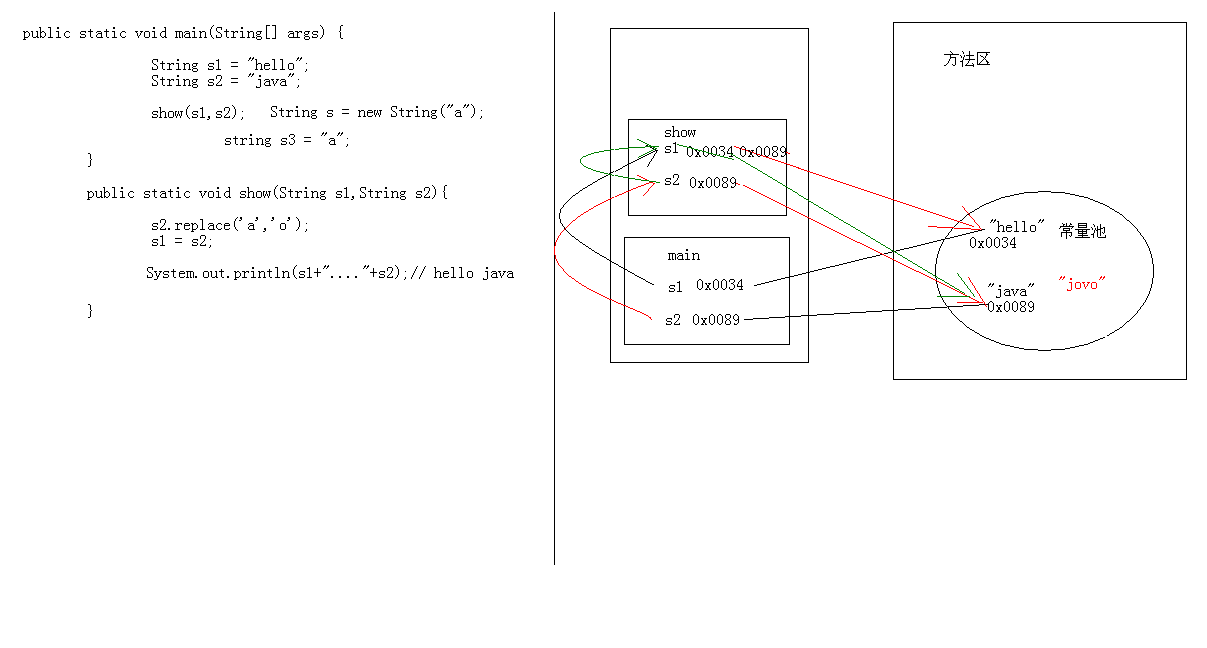 public static void main(String[] args) {
String s1 = "hello";
String s2 = "java";
show(s1,s2); String s = new String("a");
string s3 = "a";
}
public static void show(String s1,String s2){
s2.replace('a','o');
s1 = s2;
System.out.println(s1+"...."+s2);// hello java
}
show
s1 0x0034 0x0089
s2 0x0089
main
s1 0x0034
s2 0x0089
方法区
"hello" 常量池
0x0034
"java" "jovo"
0x0089